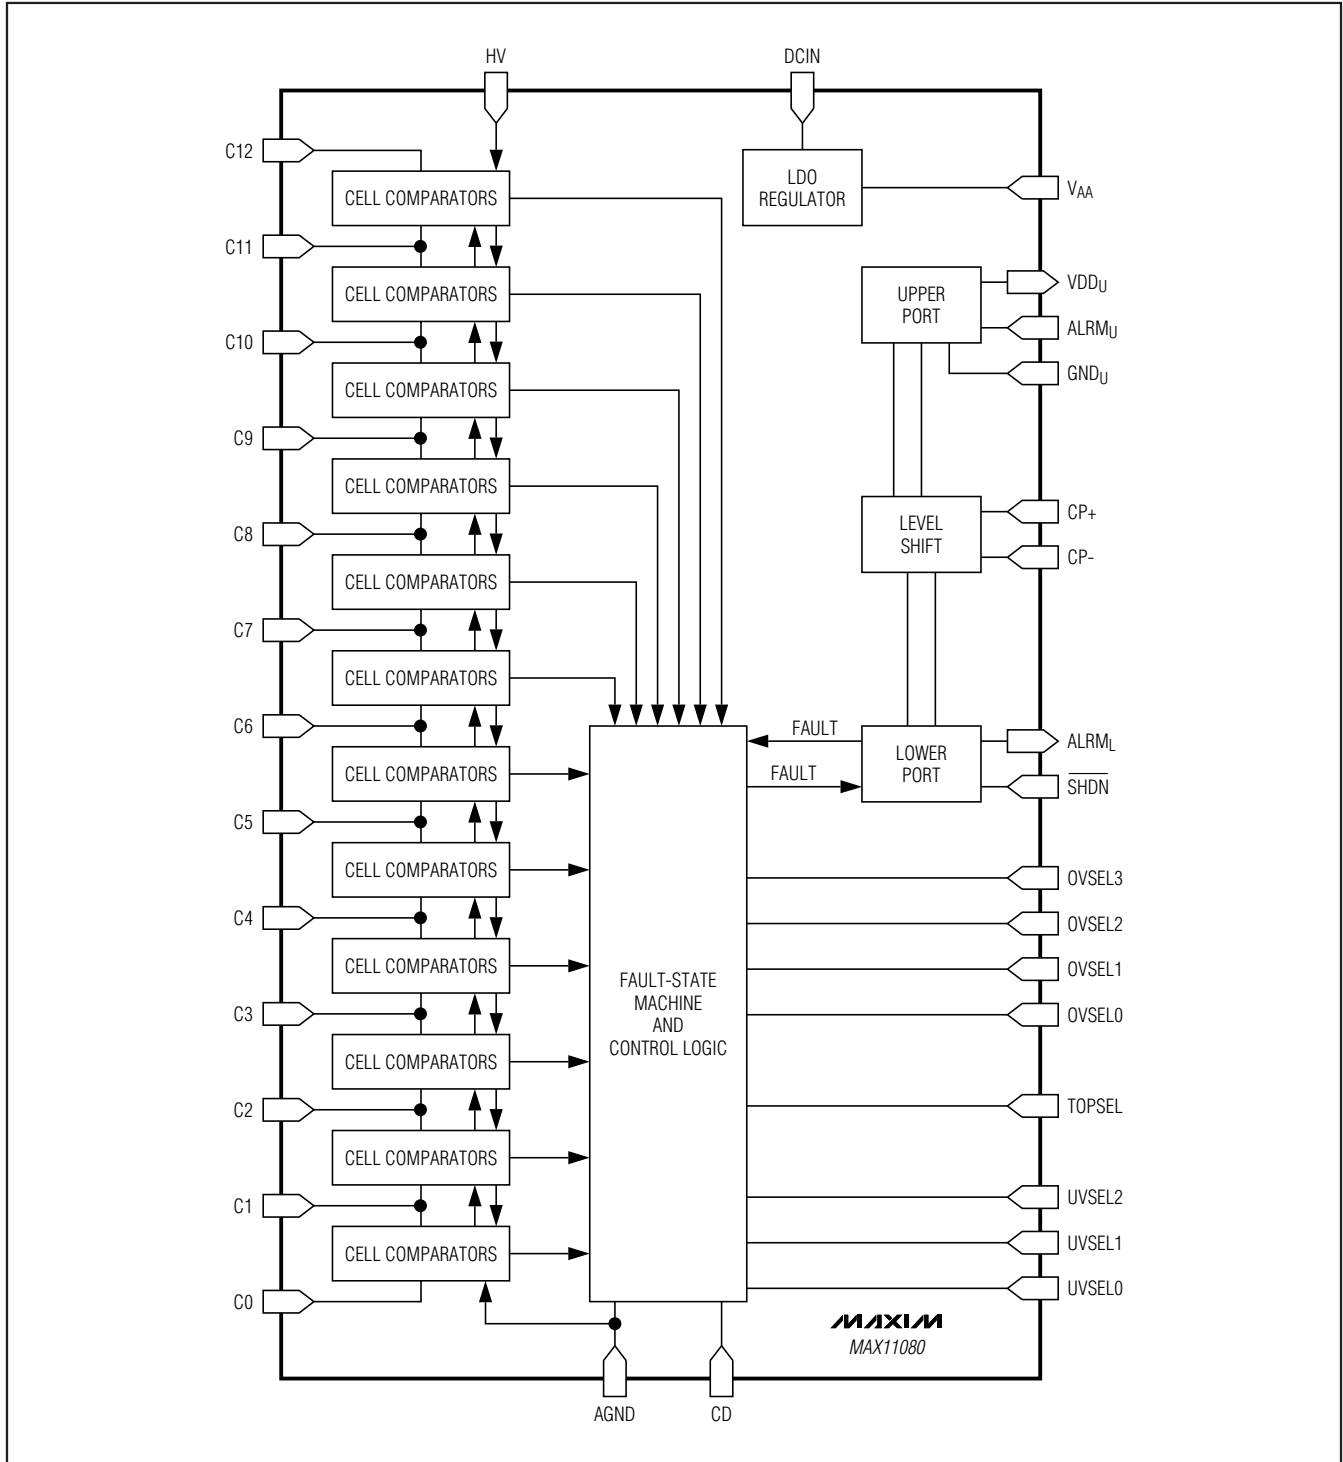 HV
DCIN
C12
C11
C10
C9
C8
C7
C6
C5
C4
C3
C2
C1
C0
CELL COMPARATORS
CELL COMPARATORS
CELL COMPARATORS
CELL COMPARATORS
CELL COMPARATORS
CELL COMPARATORS
CELL COMPARATORS
CELL COMPARATORS
CELL COMPARATORS
CELL COMPARATORS
CELL COMPARATORS
CELL COMPARATORS
LDO
REGULATOR
UPPER
PORT
LEVEL
SHIFT
FAULT
FAULT
LOWER
PORT
FAULT-STATE
MACHINE
AND
CONTROL LOGIC
VAA
VDDU
ALRMU
GNDU
CP+
CP-
ALRML
SHDN
OVSEL3
OVSEL2
OVSEL1
OVSEL0
TOPSEL
UVSEL2
UVSEL1
UVSEL0
MAXIM
MAX11080
AGND
CD